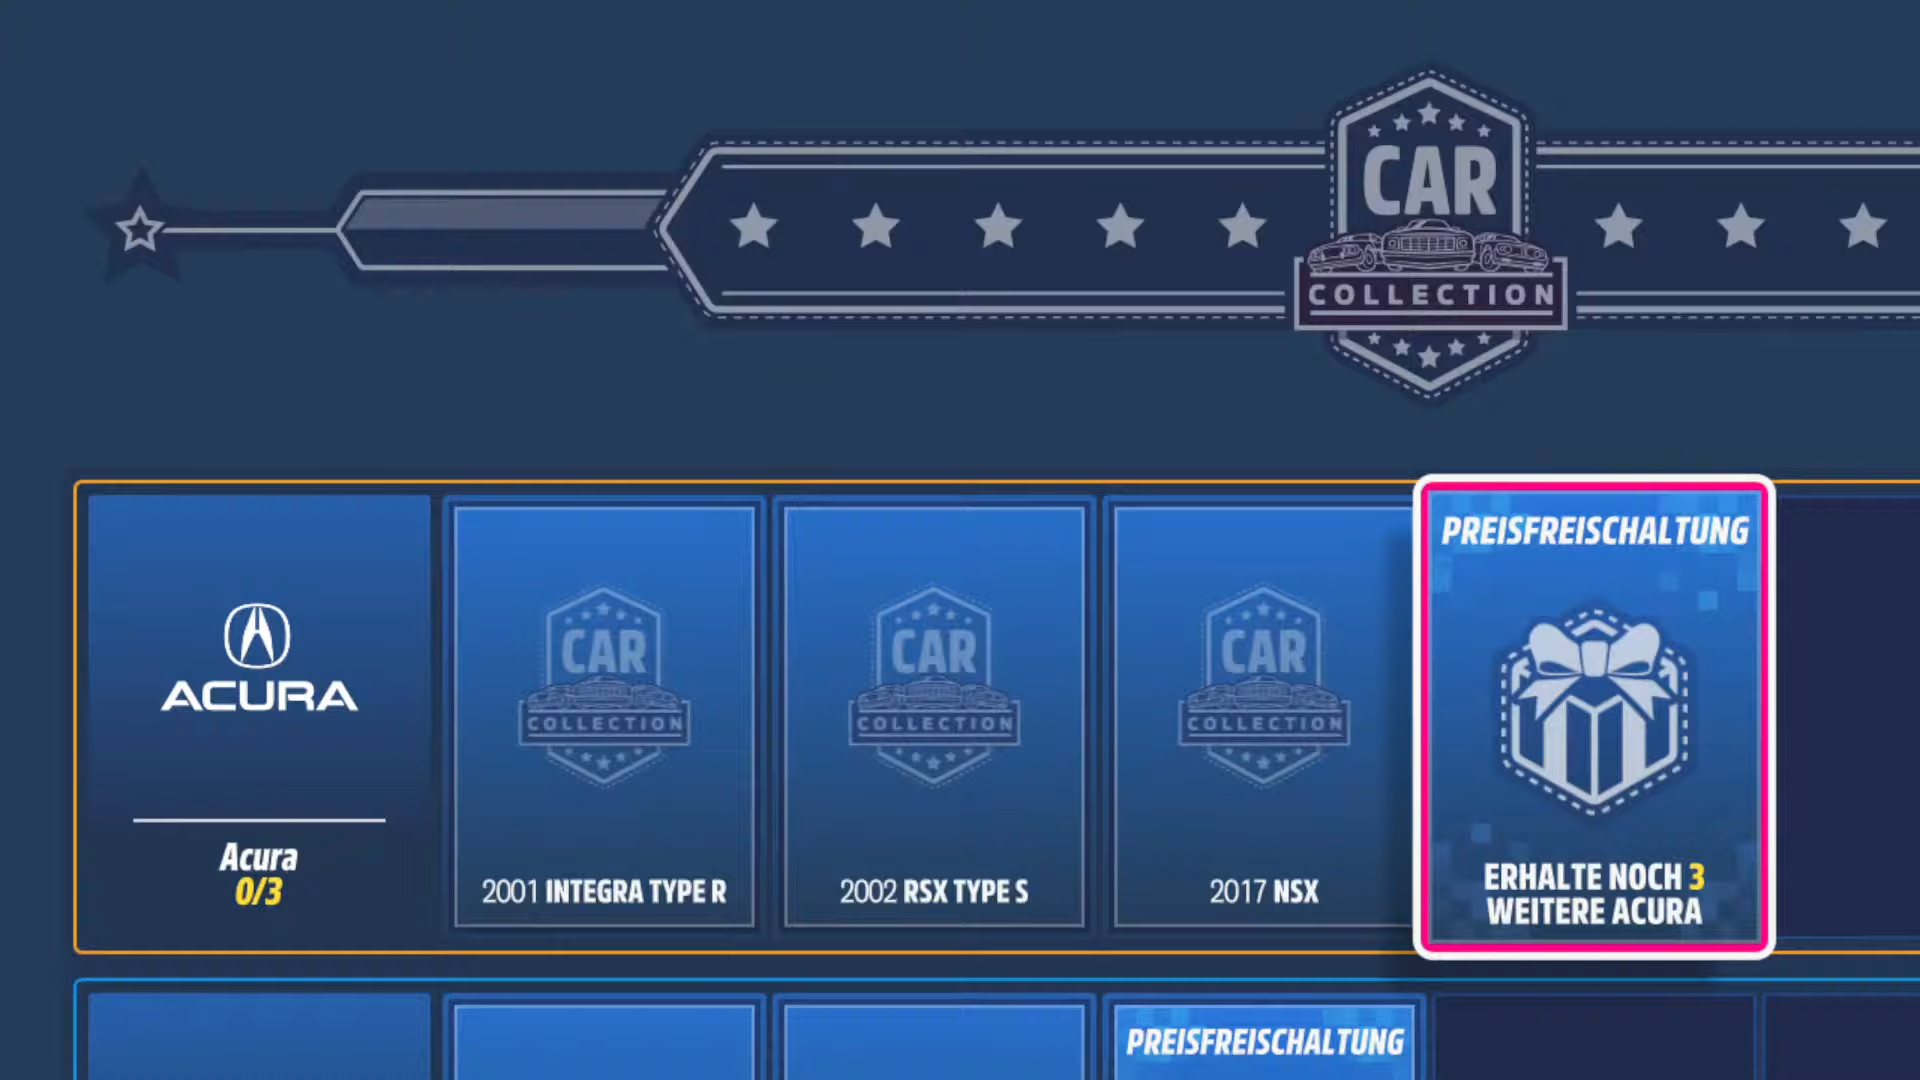 CAR
COLLECTION
ACURA
Acura
0/3
CAR
COLLECTION
2001 INTEGRA TYPE R
CAR
COLLECTION
2002 RSX TYPE S
CAR
COLLECTION
2017 NSX
PREISFREISCHALTUNG
ERHALTE NOCH 3
WEITERE ACURA
PREISFREISCHALTUNG